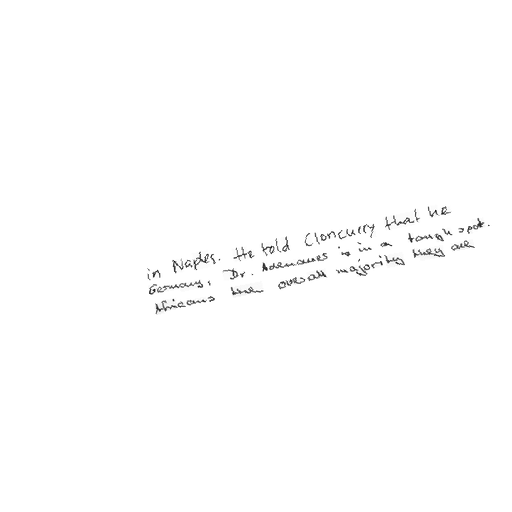 in Naples. He told Cloncurry that he
Germany, Dr. Adenauer is in a tough spot.
Africans the overall majority they are